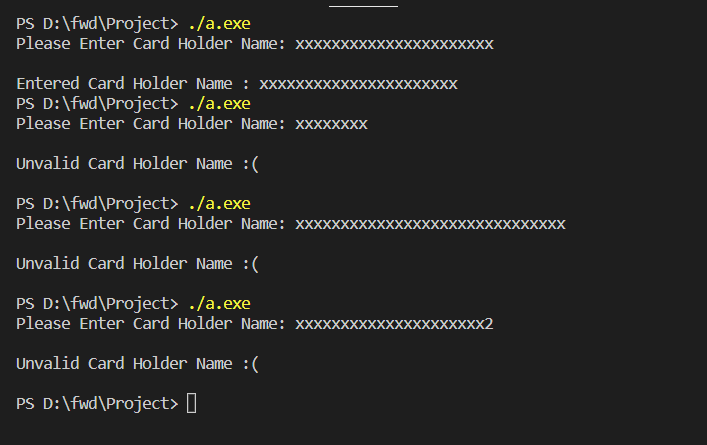 PS D:\fwd\Project> ./a.exe
Please Enter Card Holder Name: xxxxxxxxxxxxxxxxxxxxxx
Entered Card Holder Name : xxxxxxxxxxxxxxxxxxxxxx
PS D:\fwd\Project> ./a.exe
Please Enter Card Holder Name: xxxxxxxx
Unvalid Card Holder Name :(
PS D:\fwd\Project> ./a.exe
Please Enter Card Holder Name: xxxxxxxxxxxxxxxxxxxxxxxxxxxxxx
Unvalid Card Holder Name :(
PS D:\fwd\Project> ./a.exe
Please Enter Card Holder Name: xxxxxxxxxxxxxxxxxxxxx2
Unvalid Card Holder Name :(
PS D:\fwd\Project>